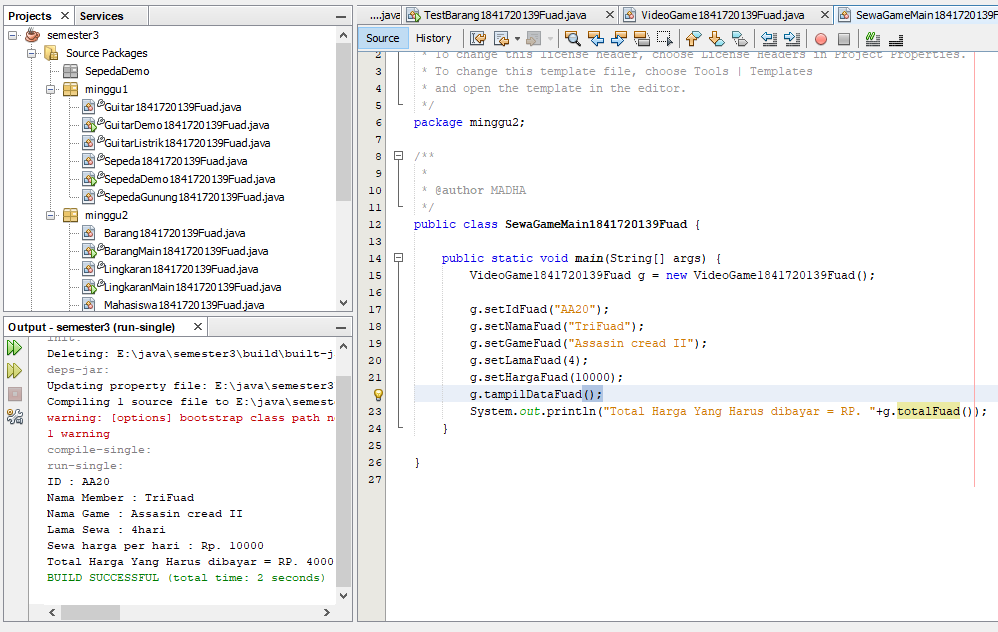 Projects
Services
semester3
Source Packages
SepedaDemo
minggu1
Guitar1841720139Fuad.java
GuitarDemo1841720139Fuad.java
GuitarListrik1841720139Fuad.java
Sepeda1841720139Fuad.java
SepedaDemo1841720139Fuad.java
SepedaGunung1841720139Fuad.java
minggu2
Barang1841720139Fuad.java
BarangMain1841720139Fuad.java
Lingkaran1841720139Fuad.java
LingkaranMain1841720139Fuad.java
Mahasiswa1841720139Fuad.java
Output - semester3 (run-single)
init:
Deleting: E:\java\semester3\build\built-j
deps-jar:
Updating property file: E:\java\semester3
Compiling 1 source file to E:\java\semest
warning: [options] bootstrap class path n
1 warning
compile-single:
run-single:
ID : AA20
Nama Member : TriFuad
Nama Game : Assasin cread II
Lama Sewa : 4hari
Sewa harga per hari : Rp. 10000
Total Harga Yang Harus dibayar = RP. 4000
BUILD SUCCESSFUL (total time: 2 seconds)
....java
TestBarang1841720139Fuad.java
VideoGame1841720139Fuad.java
SewaGameMain1841720139F
Source
History
2 * To change this license header, choose License Headers in Project Properties.
3 * To change this template file, choose Tools | Templates
4 * and open the template in the editor.
5 */
6 package minggu2;
7
8 /**
9 *
10 * @author MADHA
11 */
12 public class SewaGameMain1841720139Fuad {
13
14 public static void main(String[] args) {
15 VideoGame1841720139Fuad g = new VideoGame1841720139Fuad();
16
17 g.setIdFuad("AA20");
18 g.setNamaFuad("TriFuad");
19 g.setGameFuad("Assasin cread II");
20 g.setLamaFuad(4);
21 g.setHargaFuad(10000);
g.tampilDataFuad();
23 System.out.println("Total Harga Yang Harus dibayar = RP. "+g.totalFuad());
24 }
25
26 }
27